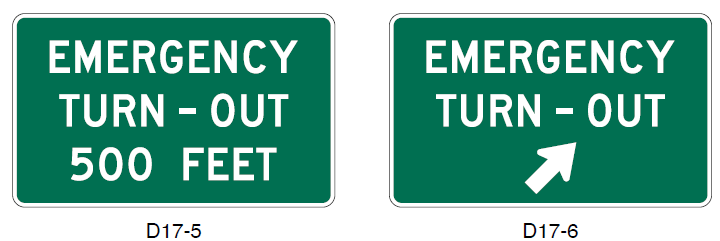 EMERGENCY
TURN – OUT
500 FEET
D17-5
EMERGENCY
TURN – OUT
D17-6